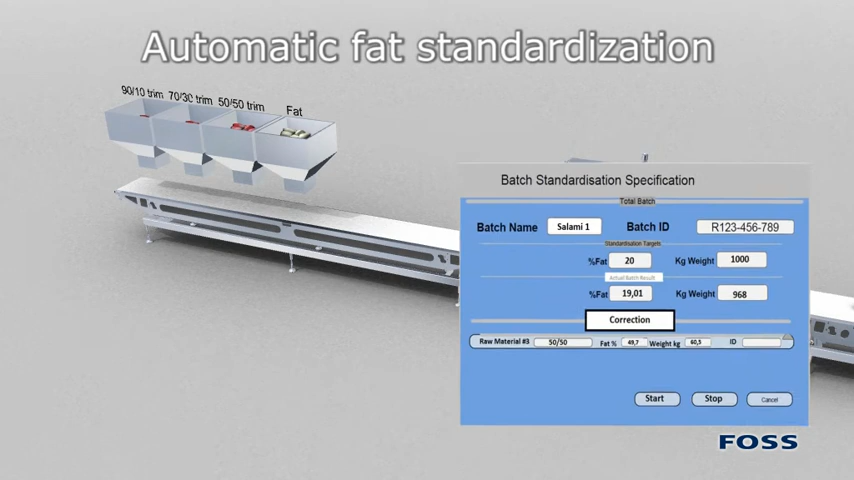 Automatic fat standardization
90/10 trim 70/30 trim 50/50 trim Fat
Batch Standardisation Specification
Total Batch
Batch Name Salami 1 Batch ID R123-456-789
Standardisation Targets
%Fat 20 Kg Weight 1000
Actual Batch Result
%Fat 19,01 Kg Weight 968
Correction
Raw Material #3 50/50 Fat % 49,7 Weight kg 60,5 ID
Start Stop Cancel
FOSS